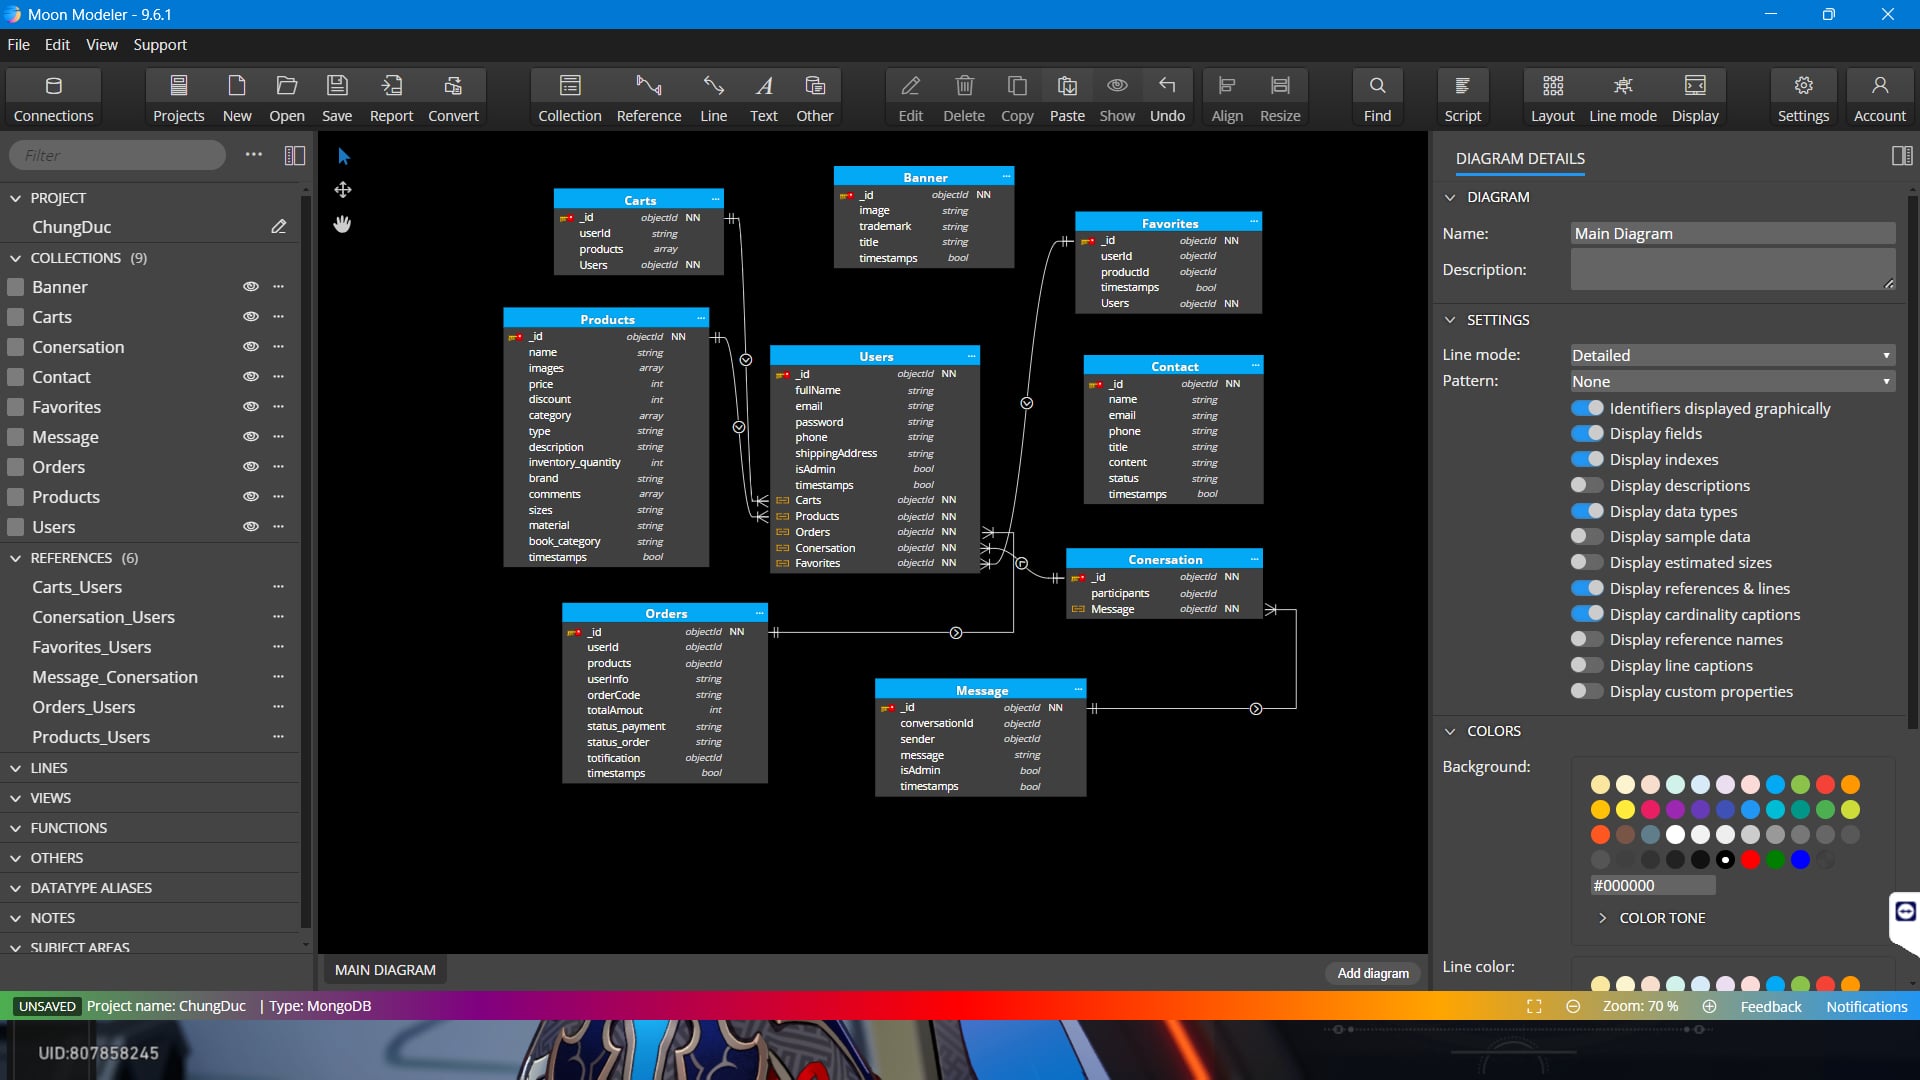 Moon Modeler - 9.6.1
File Edit View Support
Connections Projects New Open Save Report Convert Collection Reference Line Text Other Edit Delete Copy Paste Show Undo Align Resize Find Script Layout Line mode Display Settings Account
Filter
PROJECT
ChungDuc
COLLECTIONS (9)
Banner
Carts
Conersation
Contact
Favorites
Message
Orders
Products
Users
REFERENCES (6)
Carts_Users
Conersation_Users
Favorites_Users
Message_Conersation
Orders_Users
Products_Users
LINES
VIEWS
FUNCTIONS
OTHERS
DATATYPE ALIASES
NOTES
SUBJECT AREAS
Carts
_id objectId NN
userId string
products array
Users objectId NN
Banner
_id objectId NN
image string
trademark string
title string
timestamps bool
Favorites
_id objectId NN
userId objectId
productId objectId
timestamps bool
Users objectId NN
Products
_id objectId NN
name string
images array
price int
discount int
category array
type string
description string
inventory_quantity int
brand string
comments array
sizes string
material string
book_category string
timestamps bool
Users
_id objectId NN
fullName string
email string
password string
phone string
shippingAddress string
isAdmin bool
timestamps bool
Carts objectId NN
Products objectId NN
Orders objectId NN
Conersation objectId NN
Favorites objectId NN
Contact
_id objectId NN
name string
email string
phone string
title string
content string
status string
timestamps bool
Conersation
_id objectId NN
participants objectId
Message objectId NN
Orders
_id objectId NN
userId objectId
products objectId
userInfo string
orderCode string
totalAmout int
status_payment string
status_order string
totification objectId
timestamps bool
Message
_id objectId NN
conversationId objectId
sender objectId
message string
isAdmin bool
timestamps bool
MAIN DIAGRAM
Add diagram
DIAGRAM DETAILS
DIAGRAM
Name: Main Diagram
Description:
SETTINGS
Line mode: Detailed
Pattern: None
Identifiers displayed graphically
Display fields
Display indexes
Display descriptions
Display data types
Display sample data
Display estimated sizes
Display references & lines
Display cardinality captions
Display reference names
Display line captions
Display custom properties
COLORS
Background:
#000000
COLOR TONE
Line color:
UNSAVED Project name: ChungDuc | Type: MongoDB
Zoom: 70 % Feedback Notifications
UID:807858245